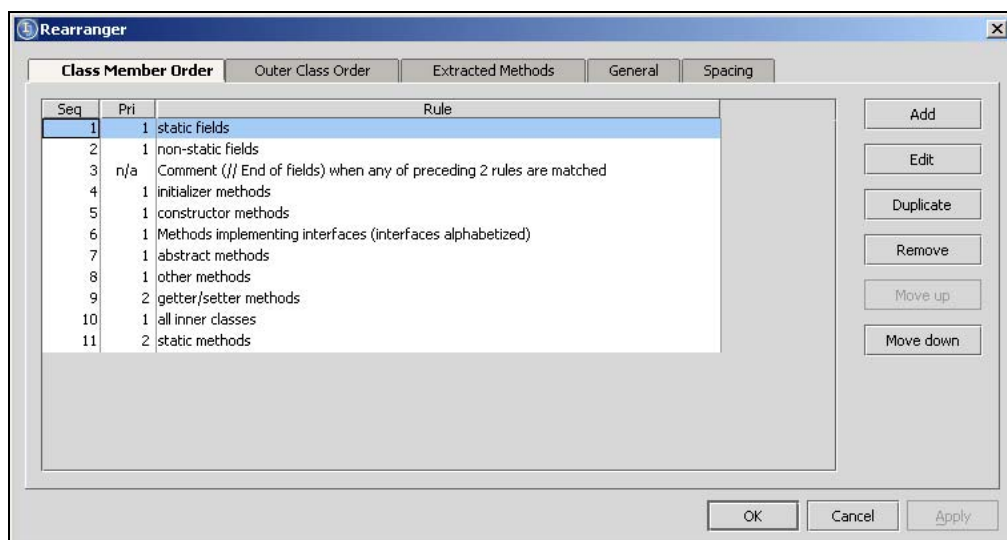 Rearranger
Class Member Order Outer Class Order Extracted Methods General Spacing
Seq Pri Rule
1 1 static fields
2 1 non-static fields
3 n/a Comment (// End of fields) when any of preceding 2 rules are matched
4 1 initializer methods
5 1 constructor methods
6 1 Methods implementing interfaces (interfaces alphabetized)
7 1 abstract methods
8 1 other methods
9 2 getter/setter methods
10 1 all inner classes
11 2 static methods
Add
Edit
Duplicate
Remove
Move up
Move down
OK Cancel Apply